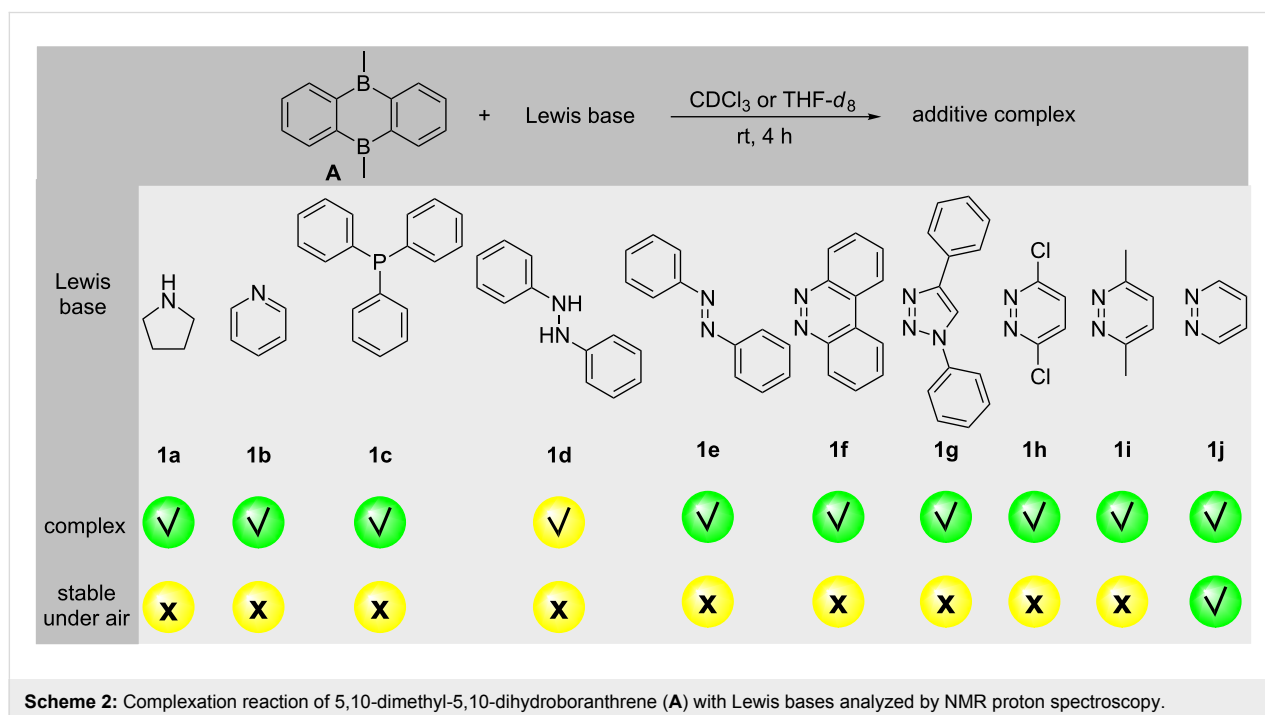 B
B
A
+
Lewis base
CDCl3 or THF-d8
rt, 4 h
additive complex
Lewis
base
H
N
N
P
NH
HN
N
N
N
N
N
N
N
Cl
N
N
Cl
N
N
N
N
1a 1b 1c 1d 1e 1f 1g 1h 1i 1j
complex √ √ √ √ √ √ √ √ √ √
stable
under air x x x x x x x x x √
Scheme 2: Complexation reaction of 5,10-dimethyl-5,10-dihydroboranthrene (A) with Lewis bases analyzed by NMR proton spectroscopy.